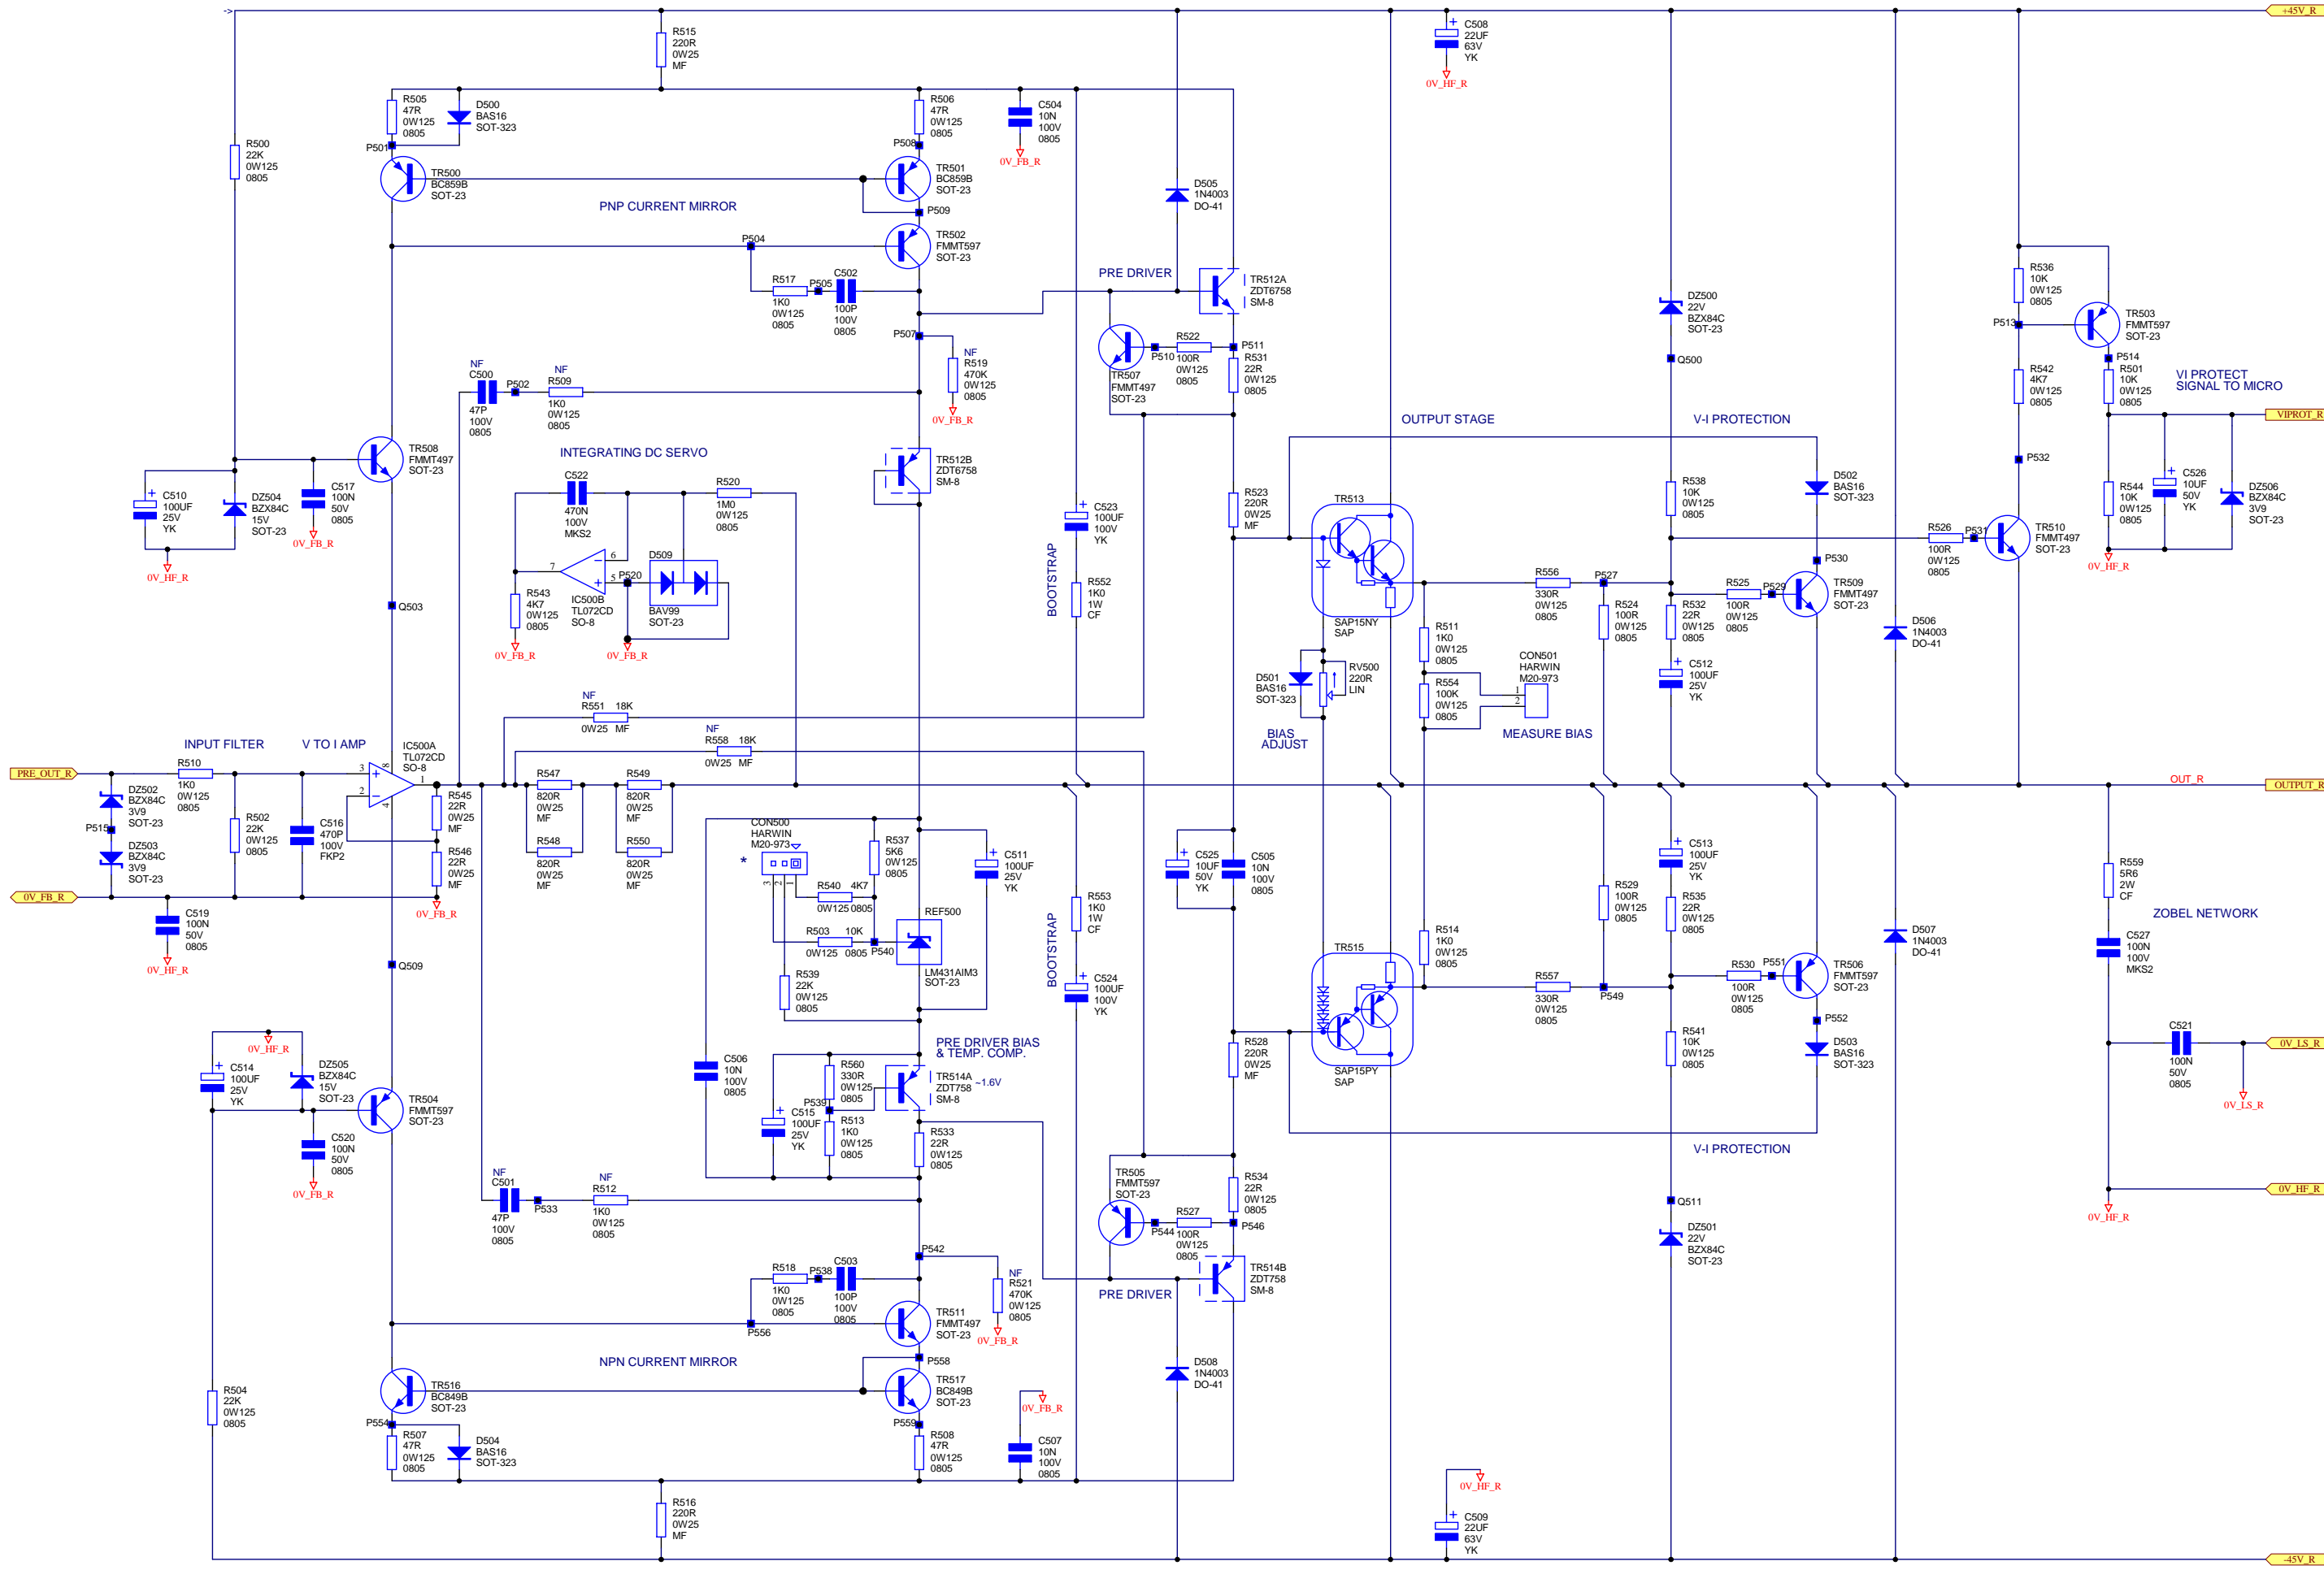 ->
+45V_R
R515
220R
0W25
MF
C508
22UF
63V
YK
0V_HF_R
R505
47R
0W125
0805
D500
BAS16
SOT-323
R506
47R
0W125
0805
C504
10N
100V
0805
0V_FB_R
R500
22K
0W125
0805
P501
P508
TR500
BC859B
SOT-23
TR501
BC859B
SOT-23
PNP CURRENT MIRROR
P509
TR502
FMMT597
SOT-23
P504
R517
1K0
0W125
0805
P505
C502
100P
100V
0805
P507
D505
1N4003
DO-41
PRE DRIVER
TR512A
ZDT6758
SM-8
TR507
FMMT497
SOT-23
P510
R522
100R
0W125
0805
P511
R531
22R
0W125
0805
NF
R519
470K
0W125
0805
0V_FB_R
NF
C500
47P
100V
0805
P502
NF
R509
1K0
0W125
0805
DZ500
22V
BZX84C
SOT-23
Q500
R536
10K
0W125
0805
P513
TR503
FMMT597
SOT-23
P514
R542
4K7
0W125
0805
R501
10K
0W125
0805
VI PROTECT
SIGNAL TO MICRO
VIPROT_R
OUTPUT STAGE
V-I PROTECTION
TR508
FMMT497
SOT-23
INTEGRATING DC SERVO
C522
470N
100V
MKS2
R520
1M0
0W125
0805
TR512B
ZDT6758
SM-8
C510
100UF
25V
YK
DZ504
BZX84C
15V
SOT-23
C517
100N
50V
0805
0V_FB_R
0V_HF_R
6
7
5
P520
IC500B
TL072CD
SO-8
D509
BAV99
SOT-23
R543
4K7
0W125
0805
0V_FB_R
0V_FB_R
Q503
C523
100UF
100V
YK
BOOTSTRAP
R552
1K0
1W
CF
R523
220R
0W25
MF
TR513
SAP15NY
SAP
R538
10K
0W125
0805
D502
BAS16
SOT-323
P532
P530
R526
100R
0W125
0805
P531
TR510
FMMT497
SOT-23
R544
10K
0W125
0805
C526
10UF
50V
YK
DZ506
BZX84C
3V9
SOT-23
0V_HF_R
R556
330R
0W125
0805
P527
R524
100R
0W125
0805
R532
22R
0W125
0805
R525
100R
0W125
0805
P529
TR509
FMMT497
SOT-23
D506
1N4003
DO-41
R511
1K0
0W125
0805
CON501
HARWIN
M20-973
1
2
R554
100K
0W125
0805
MEASURE BIAS
C512
100UF
25V
YK
D501
BAS16
SOT-323
RV500
220R
LIN
BIAS
ADJUST
NF
R551 18K
0W25 MF
NF
R558 18K
0W25 MF
INPUT FILTER
V TO I AMP
IC500A
TL072CD
SO-8
PRE_OUT_R
R510
1K0
0W125
0805
3
2
8
4
1
OUT_R
OUTPUT_R
DZ502
BZX84C
3V9
SOT-23
P515
DZ503
BZX84C
3V9
SOT-23
R502
22K
0W125
0805
C516
470P
100V
FKP2
R545
22R
0W25
MF
R546
22R
0W25
MF
R547
820R
0W25
MF
R549
820R
0W25
MF
R548
820R
0W25
MF
R550
820R
0W25
MF
0V_FB_R
0V_FB_R
C519
100N
50V
0805
0V_HF_R
CON500
HARWIN
M20-973
*
3
2
1
R537
5K6
0W125
0805
R540 4K7
0W125 0805
R503 10K
0W125 0805
P540
R539
22K
0W125
0805
C511
100UF
25V
YK
REF500
LM431AIM3
SOT-23
C525
10UF
50V
YK
C505
10N
100V
0805
R553
1K0
1W
CF
BOOTSTRAP
C524
100UF
100V
YK
C513
100UF
25V
YK
R529
100R
0W125
0805
R535
22R
0W125
0805
R514
1K0
0W125
0805
D507
1N4003
DO-41
R559
5R6
2W
CF
ZOBEL NETWORK
C527
100N
100V
MKS2
Q509
TR515
SAP15PY
SAP
R557
330R
0W125
0805
P549
R530
100R
0W125
0805
P551
TR506
FMMT597
SOT-23
P552
D503
BAS16
SOT-323
R541
10K
0W125
0805
C521
100N
50V
0805
0V_LS_R
0V_LS_R
0V_HF_R
C514
100UF
25V
YK
DZ505
BZX84C
15V
SOT-23
TR504
FMMT597
SOT-23
C520
100N
50V
0805
0V_FB_R
PRE DRIVER BIAS
& TEMP. COMP.
C506
10N
100V
0805
R560
330R
0W125
0805
P539
TR514A
ZDT758
SM-8
~1.6V
C515
100UF
25V
YK
R513
1K0
0W125
0805
R533
22R
0W125
0805
R528
220R
0W25
MF
V-I PROTECTION
NF
C501
47P
100V
0805
P533
NF
R512
1K0
0W125
0805
TR505
FMMT597
SOT-23
P544
R527
100R
0W125
0805
R534
22R
0W125
0805
P546
Q511
DZ501
22V
BZX84C
SOT-23
0V_HF_R
0V_HF_R
P542
R518
1K0
0W125
0805
P538
C503
100P
100V
0805
NF
R521
470K
0W125
0805
0V_FB_R
TR514B
ZDT758
SM-8
PRE DRIVER
P556
TR511
FMMT497
SOT-23
NPN CURRENT MIRROR
P558
TR516
BC849B
SOT-23
TR517
BC849B
SOT-23
D508
1N4003
DO-41
R504
22K
0W125
0805
P554
P559
R507
47R
0W125
0805
D504
BAS16
SOT-323
R508
47R
0W125
0805
0V_FB_R
C507
10N
100V
0805
R516
220R
0W25
MF
0V_HF_R
C509
22UF
63V
YK
-45V_R